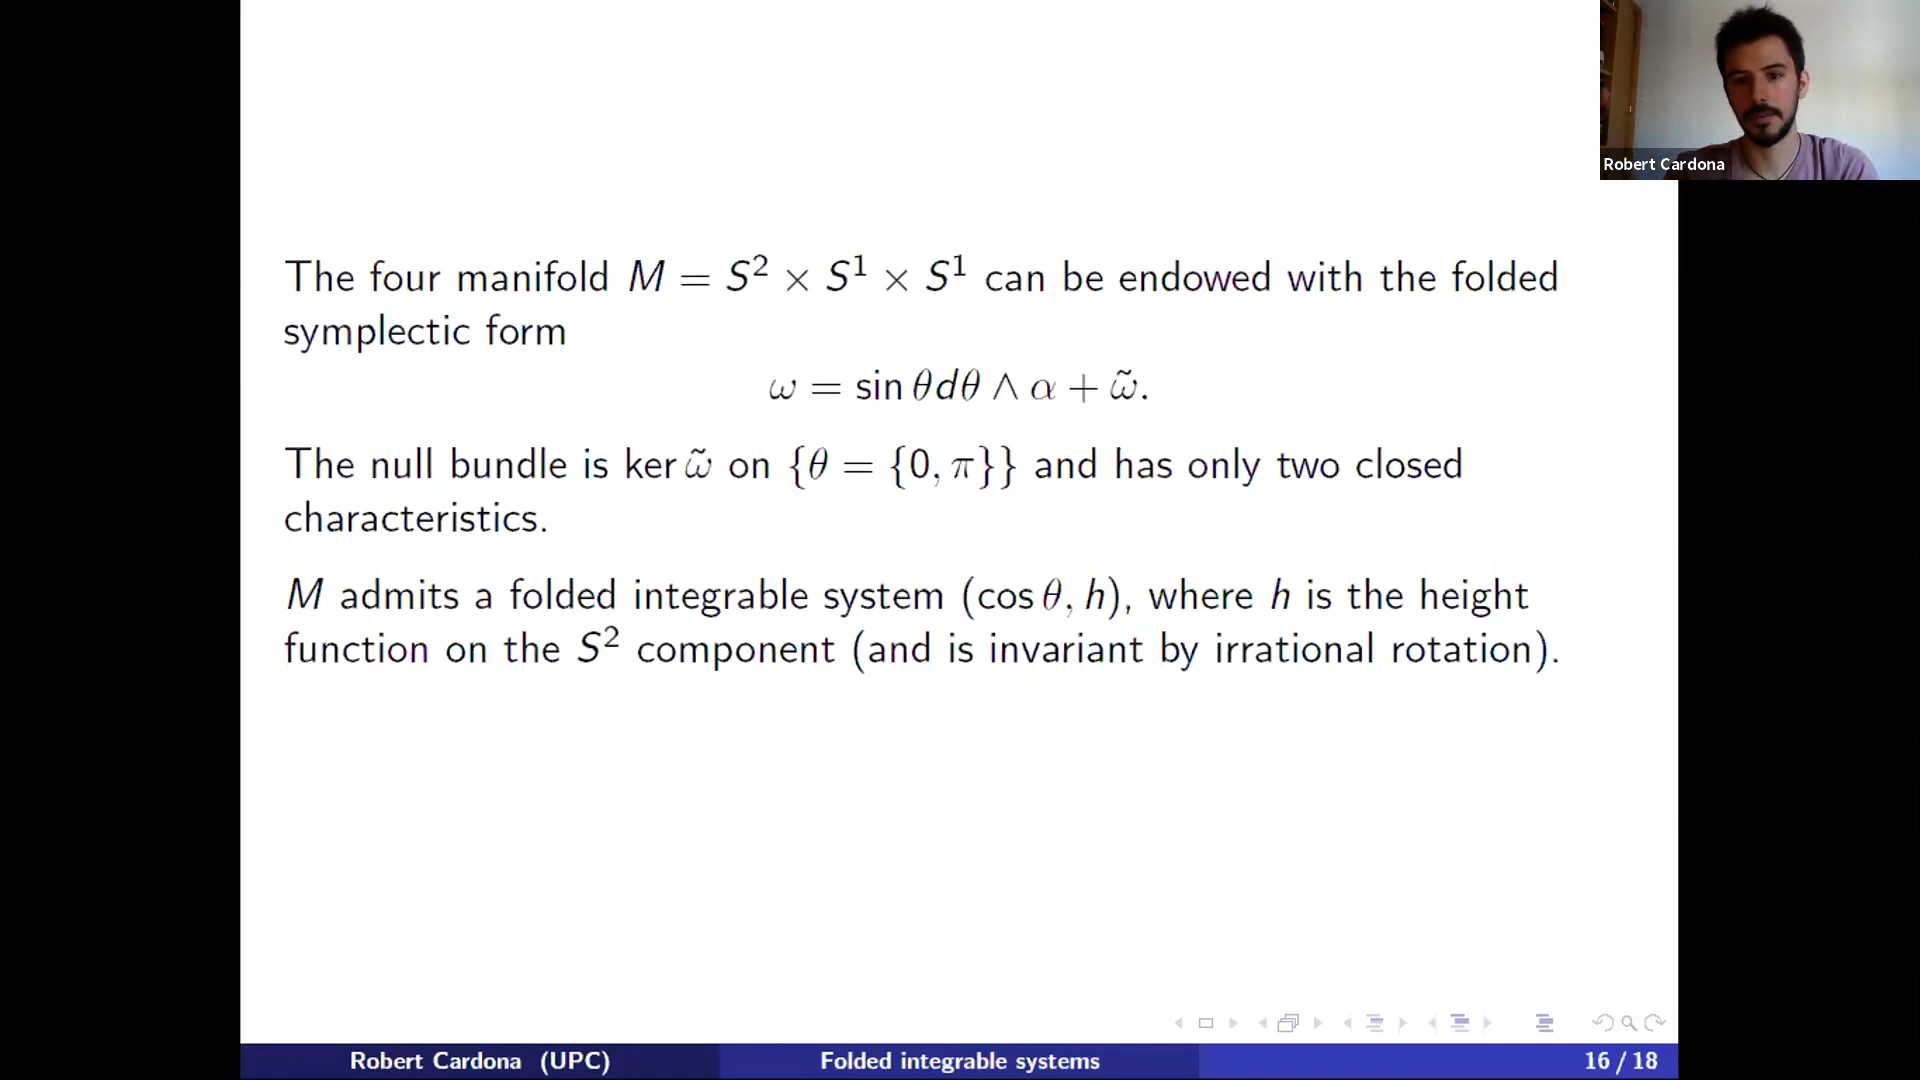 Robert Cardona
The four manifold M = S² × S¹ × S¹ can be endowed with the folded
symplectic form
ω = sin θdθ ∧ α + ω̃.
The null bundle is ker ω̃ on {θ = {0, π}} and has only two closed
characteristics.
M admits a folded integrable system (cos θ, h), where h is the height
function on the S² component (and is invariant by irrational rotation).
Robert Cardona (UPC)
Folded integrable systems
16 / 18